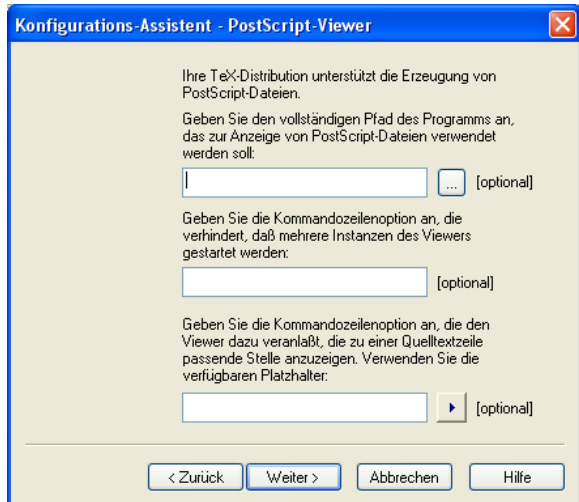 Konfigurations-Assistent - PostScript-Viewer
Ihre TeX-Distribution unterstützt die Erzeugung von
PostScript-Dateien.
Geben Sie den vollständigen Pfad des Programms an,
das zur Anzeige von PostScript-Dateien verwendet
werden soll:
... [optional]
Geben Sie die Kommandozeilenoption an, die
verhindert, daß mehrere Instanzen des Viewers
gestartet werden:
[optional]
Geben Sie die Kommandozeilenoption an, die den
Viewer dazu veranlaßt, die zu einer Quelltextzeile
passende Stelle anzuzeigen. Verwenden Sie die
verfügbaren Platzhalter:
[optional]
< Zurück Weiter > Abbrechen Hilfe